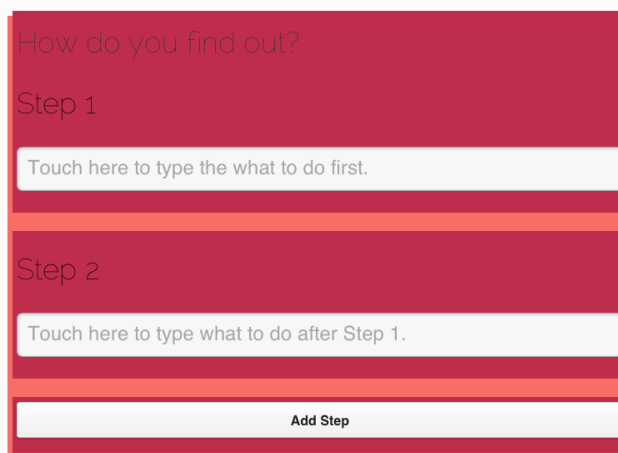 How do you find out?
Step 1
Touch here to type the what to do first.
Step 2
Touch here to type what to do after Step 1.
Add Step